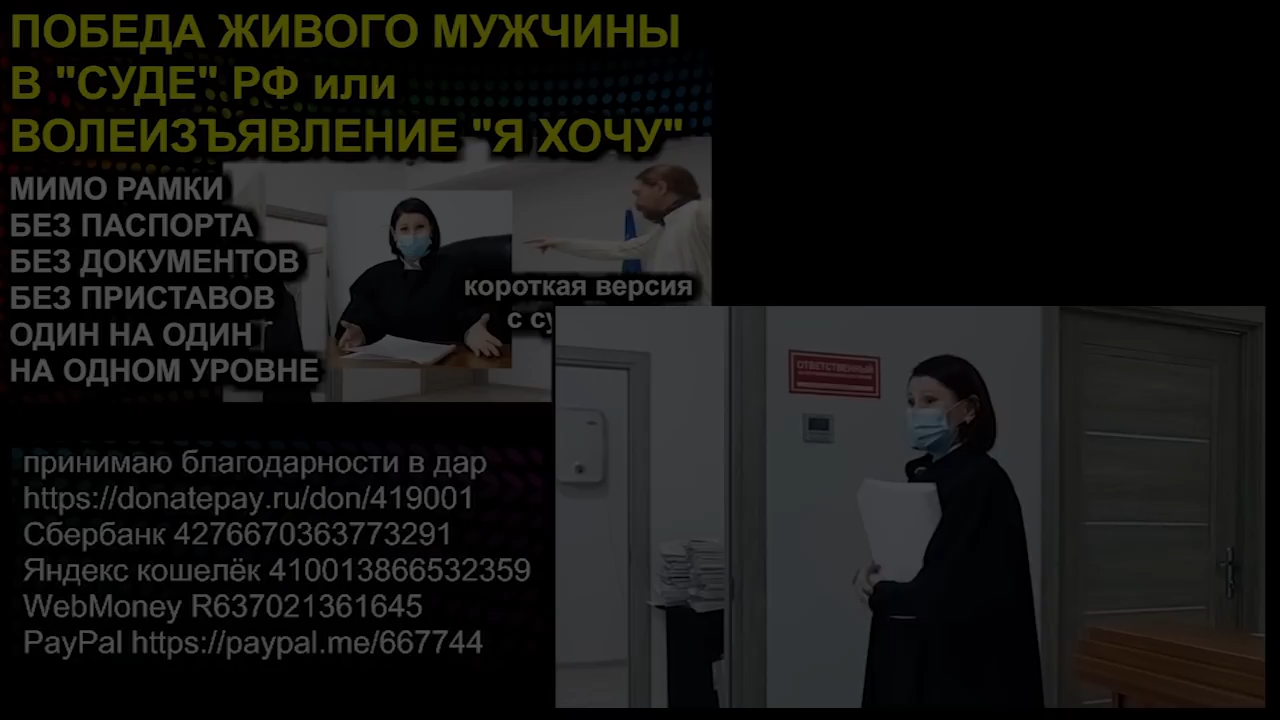 ПОБЕДА ЖИВОГО МУЖЧИНЫ
В "СУДЕ" РФ или
ВОЛЕИЗЪЯВЛЕНИЕ "Я ХОЧУ"
МИМО РАМКИ
БЕЗ ПАСПОРТА
БЕЗ ДОКУМЕНТОВ
БЕЗ ПРИСТАВОВ
ОДИН НА ОДИН
НА ОДНОМ УРОВНЕ
короткая версия
с су
ОТВЕТСТВЕННЫЙ
принимаю благодарности в дар
https://donatepay.ru/don/419001
Сбербанк 4276670363773291
Яндекс кошелёк 410013866532359
WebMoney R637021361645
PayPal https://paypal.me/667744